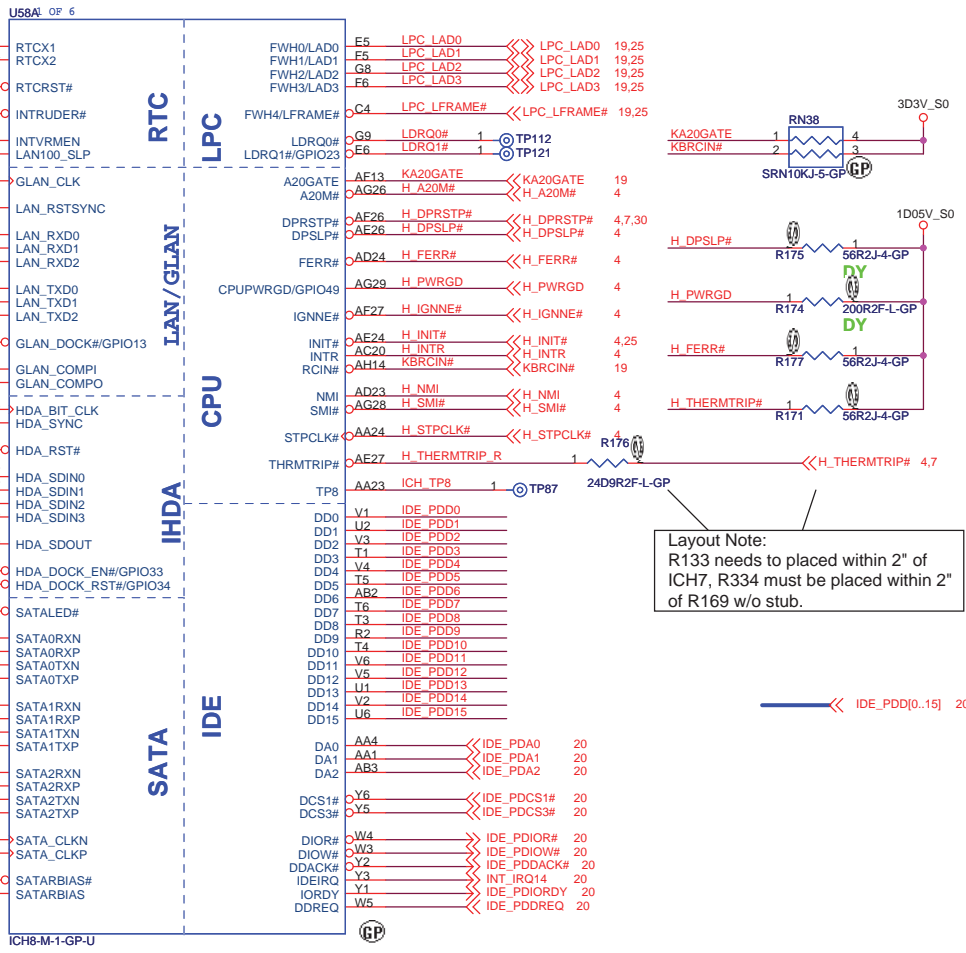 U58A 1 OF 6
RTCX1
RTCX2
RTCRST#
INTRUDER#
INTVRMEN
LAN100_SLP
GLAN_CLK
LAN_RSTSYNC
LAN_RXD0
LAN_RXD1
LAN_RXD2
LAN_TXD0
LAN_TXD1
LAN_TXD2
GLAN_DOCK#/GPIO13
GLAN_COMPI
GLAN_COMPO
HDA_BIT_CLK
HDA_SYNC
HDA_RST#
HDA_SDIN0
HDA_SDIN1
HDA_SDIN2
HDA_SDIN3
HDA_SDOUT
HDA_DOCK_EN#/GPIO33
HDA_DOCK_RST#/GPIO34
SATALED#
SATA0RXN
SATA0RXP
SATA0TXN
SATA0TXP
SATA1RXN
SATA1RXP
SATA1TXN
SATA1TXP
SATA2RXN
SATA2RXP
SATA2TXN
SATA2TXP
SATA_CLKN
SATA_CLKP
SATARBIAS#
SATARBIAS
ICH8-M-1-GP-U
RTC
LAN/GLAN
IHDA
SATA
LPC
CPU
IDE
FWH0/LAD0 E5 LPC_LAD0 LPC_LAD0 19,25
FWH1/LAD1 F5 LPC_LAD1 LPC_LAD1 19,25
FWH2/LAD2 G8 LPC_LAD2 LPC_LAD2 19,25
FWH3/LAD3 F6 LPC_LAD3 LPC_LAD3 19,25
FWH4/LFRAME# C4 LPC_LFRAME# LPC_LFRAME# 19,25
LDRQ0# G9 LDRQ0# 1 TP112
LDRQ1#/GPIO23 E6 LDRQ1# 1 TP121
A20GATE AF13 KA20GATE KA20GATE 19
A20M# AG26 H_A20M# H_A20M# 4
DPRSTP# AF26 H_DPRSTP# H_DPRSTP# 4,7,30
DPSLP# AE26 H_DPSLP# H_DPSLP# 4
FERR# AD24 H_FERR# H_FERR# 4
CPUPWRGD/GPIO49 AG29 H_PWRGD H_PWRGD 4
IGNNE# AF27 H_IGNNE# H_IGNNE# 4
INIT# AE24 H_INIT# H_INIT# 4,25
INTR AC20 H_INTR H_INTR 4
RCIN# AH14 KBRCIN# KBRCIN# 19
NMI AD23 H_NMI H_NMI 4
SMI# AG28 H_SMI# H_SMI# 4
STPCLK# AA24 H_STPCLK# H_STPCLK# 4
THRMTRIP# AE27 H_THERMTRIP_R 1 R176 24D9R2F-L-GP H_THERMTRIP# 4,7
TP8 AA23 ICH_TP8 1 TP87
DD0 V1 IDE_PDD0
DD1 U2 IDE_PDD1
DD2 V3 IDE_PDD2
DD3 T1 IDE_PDD3
DD4 V4 IDE_PDD4
DD5 T5 IDE_PDD5
DD6 AB2 IDE_PDD6
DD7 T6 IDE_PDD7
DD8 T3 IDE_PDD8
DD9 R2 IDE_PDD9
DD10 T4 IDE_PDD10
DD11 V6 IDE_PDD11
DD12 V5 IDE_PDD12
DD13 U1 IDE_PDD13
DD14 V2 IDE_PDD14
DD15 U6 IDE_PDD15
DA0 AA4 IDE_PDA0 20
DA1 AA1 IDE_PDA1 20
DA2 AB3 IDE_PDA2 20
DCS1# Y6 IDE_PDCS1# 20
DCS3# Y5 IDE_PDCS3# 20
DIOR# W4 IDE_PDIOR# 20
DIOW# W3 IDE_PDIOW# 20
DDACK# Y2 IDE_PDDACK# 20
IDEIRQ Y3 INT_IRQ14 20
IORDY Y1 IDE_PDIORDY 20
DDREQ W5 IDE_PDDREQ 20
GP
3D3V_S0
RN38
KA20GATE 1 4
KBRCIN# 2 3
SRN10KJ-5-GP GP
1D05V_S0
H_DPSLP# 1
R175 56R2J-4-GP
DY
H_PWRGD 1
R174 200R2F-L-GP
DY
H_FERR# 1
R177 56R2J-4-GP
H_THERMTRIP# 1
R171 56R2J-4-GP
Layout Note:
R133 needs to placed within 2" of
ICH7, R334 must be placed within 2"
of R169 w/o stub.
IDE_PDD[0..15] 20